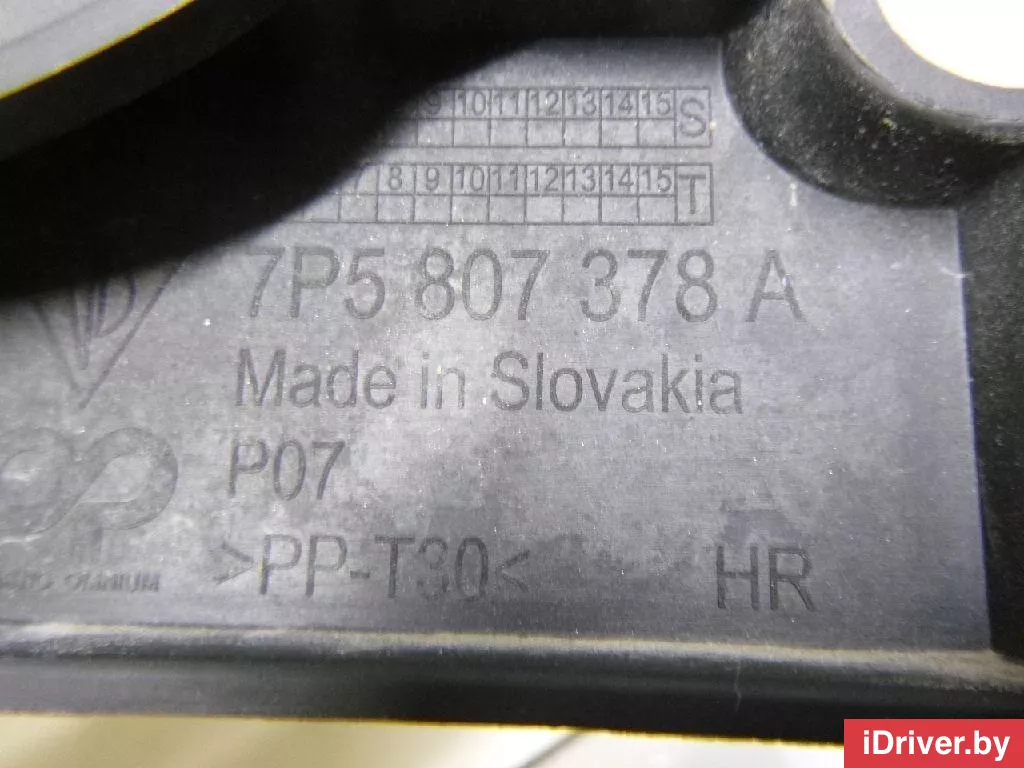 9 10 11 12 13 14 15 S
7 8 9 10 11 12 13 14 15 T
7P5 807 378 A
Made in Slovakia
P07
>PP-T30< HR
OMNIUM
iDriver.by